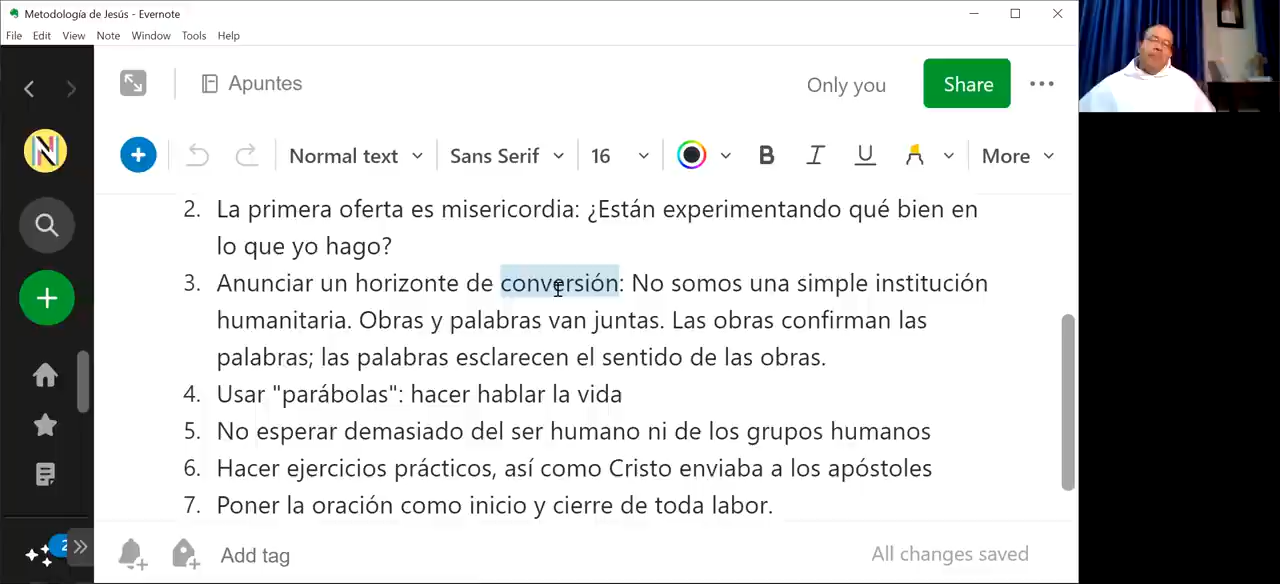 Metodología de Jesús - Evernote
File Edit View Note Window Tools Help
Apuntes
Only you
Share
Normal text
Sans Serif
16
B
I
U
More
2. La primera oferta es misericordia: ¿Están experimentando qué bien en
lo que yo hago?
3. Anunciar un horizonte de conversión: No somos una simple institución
humanitaria. Obras y palabras van juntas. Las obras confirman las
palabras; las palabras esclarecen el sentido de las obras.
4. Usar "parábolas": hacer hablar la vida
5. No esperar demasiado del ser humano ni de los grupos humanos
6. Hacer ejercicios prácticos, así como Cristo enviaba a los apóstoles
7. Poner la oración como inicio y cierre de toda labor.
2
Add tag
All changes saved